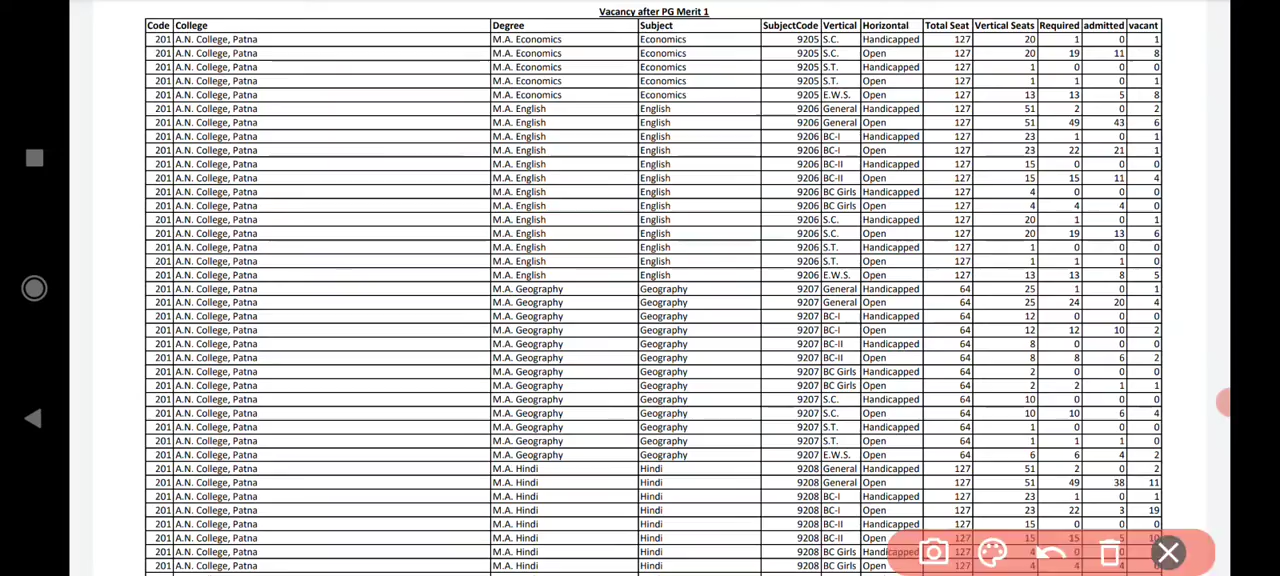 Vacancy after PG Merit 1
Code College Degree Subject SubjectCode Vertical Horizontal Total Seat Vertical Seats Required admitted vacant
201 A.N. College, Patna M.A. Economics Economics 9205 S.C. Handicapped 127 20 1 0 1
201 A.N. College, Patna M.A. Economics Economics 9205 S.C. Open 127 20 19 11 8
201 A.N. College, Patna M.A. Economics Economics 9205 S.T. Handicapped 127 1 0 0 0
201 A.N. College, Patna M.A. Economics Economics 9205 S.T. Open 127 1 1 0 1
201 A.N. College, Patna M.A. Economics Economics 9205 E.W.S. Open 127 13 13 5 8
201 A.N. College, Patna M.A. English English 9206 General Handicapped 127 51 2 0 2
201 A.N. College, Patna M.A. English English 9206 General Open 127 51 49 43 6
201 A.N. College, Patna M.A. English English 9206 BC-I Handicapped 127 23 1 0 1
201 A.N. College, Patna M.A. English English 9206 BC-I Open 127 23 22 21 1
201 A.N. College, Patna M.A. English English 9206 BC-II Handicapped 127 15 0 0 0
201 A.N. College, Patna M.A. English English 9206 BC-II Open 127 15 15 11 4
201 A.N. College, Patna M.A. English English 9206 BC Girls Handicapped 127 4 0 0 0
201 A.N. College, Patna M.A. English English 9206 BC Girls Open 127 4 4 4 0
201 A.N. College, Patna M.A. English English 9206 S.C. Handicapped 127 20 1 0 1
201 A.N. College, Patna M.A. English English 9206 S.C. Open 127 20 19 13 6
201 A.N. College, Patna M.A. English English 9206 S.T. Handicapped 127 1 0 0 0
201 A.N. College, Patna M.A. English English 9206 S.T. Open 127 1 1 1 0
201 A.N. College, Patna M.A. English English 9206 E.W.S. Open 127 13 13 8 5
201 A.N. College, Patna M.A. Geography Geography 9207 General Handicapped 64 25 1 0 1
201 A.N. College, Patna M.A. Geography Geography 9207 General Open 64 25 24 20 4
201 A.N. College, Patna M.A. Geography Geography 9207 BC-I Handicapped 64 12 0 0 0
201 A.N. College, Patna M.A. Geography Geography 9207 BC-I Open 64 12 12 10 2
201 A.N. College, Patna M.A. Geography Geography 9207 BC-II Handicapped 64 8 0 0 0
201 A.N. College, Patna M.A. Geography Geography 9207 BC-II Open 64 8 8 6 2
201 A.N. College, Patna M.A. Geography Geography 9207 BC Girls Handicapped 64 2 0 0 0
201 A.N. College, Patna M.A. Geography Geography 9207 BC Girls Open 64 2 2 1 1
201 A.N. College, Patna M.A. Geography Geography 9207 S.C. Handicapped 64 10 0 0 0
201 A.N. College, Patna M.A. Geography Geography 9207 S.C. Open 64 10 10 6 4
201 A.N. College, Patna M.A. Geography Geography 9207 S.T. Handicapped 64 1 0 0 0
201 A.N. College, Patna M.A. Geography Geography 9207 S.T. Open 64 1 1 1 0
201 A.N. College, Patna M.A. Geography Geography 9207 E.W.S. Open 64 6 6 4 2
201 A.N. College, Patna M.A. Hindi Hindi 9208 General Handicapped 127 51 2 0 2
201 A.N. College, Patna M.A. Hindi Hindi 9208 General Open 127 51 49 38 11
201 A.N. College, Patna M.A. Hindi Hindi 9208 BC-I Handicapped 127 23 1 0 1
201 A.N. College, Patna M.A. Hindi Hindi 9208 BC-I Open 127 23 22 3 19
201 A.N. College, Patna M.A. Hindi Hindi 9208 BC-II Handicapped 127 15 0 0 0
201 A.N. College, Patna M.A. Hindi Hindi 9208 BC-II Open 127 15 15 5 10
201 A.N. College, Patna M.A. Hindi Hindi 9208 BC Girls Handicapped 127 4 0
201 A.N. College, Patna M.A. Hindi Hindi 9208 BC Girls Open 127 4 4